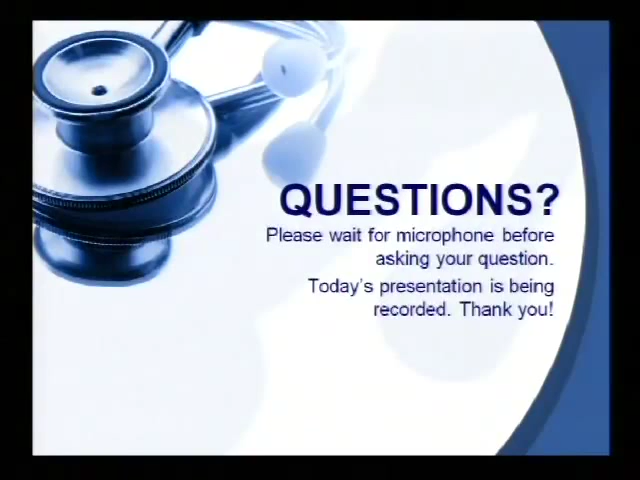 QUESTIONS?
Please wait for microphone before
asking your question.
Today's presentation is being
recorded. Thank you!